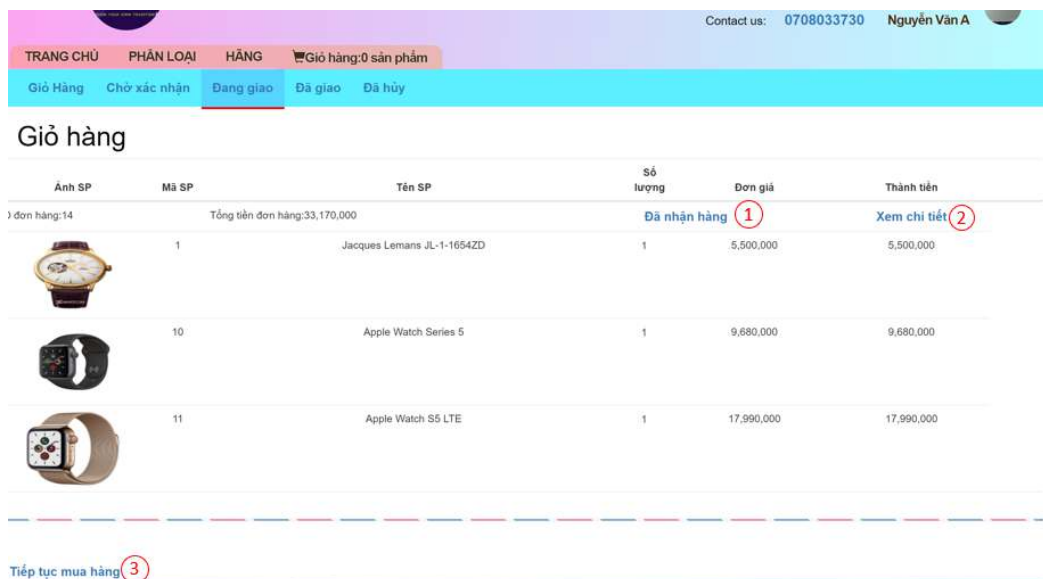 Contact us: 0708033730 Nguyễn Văn A
TRANG CHỦ PHÂN LOẠI HÃNG Giỏ hàng:0 sản phẩm
Giỏ Hàng Chờ xác nhận Đang giao Đã giao Đã hủy
Giỏ hàng
Ảnh SP Mã SP Tên SP Số lượng Đơn giá Thành tiền
đơn hàng:14 Tổng tiền đơn hàng:33,170,000 Đã nhận hàng 1 Xem chi tiết 2
1 Jacques Lemans JL-1-1654ZD 1 5,500,000 5,500,000
10 Apple Watch Series 5 1 9,680,000 9,680,000
11 Apple Watch S5 LTE 1 17,990,000 17,990,000
Tiếp tục mua hàng 3